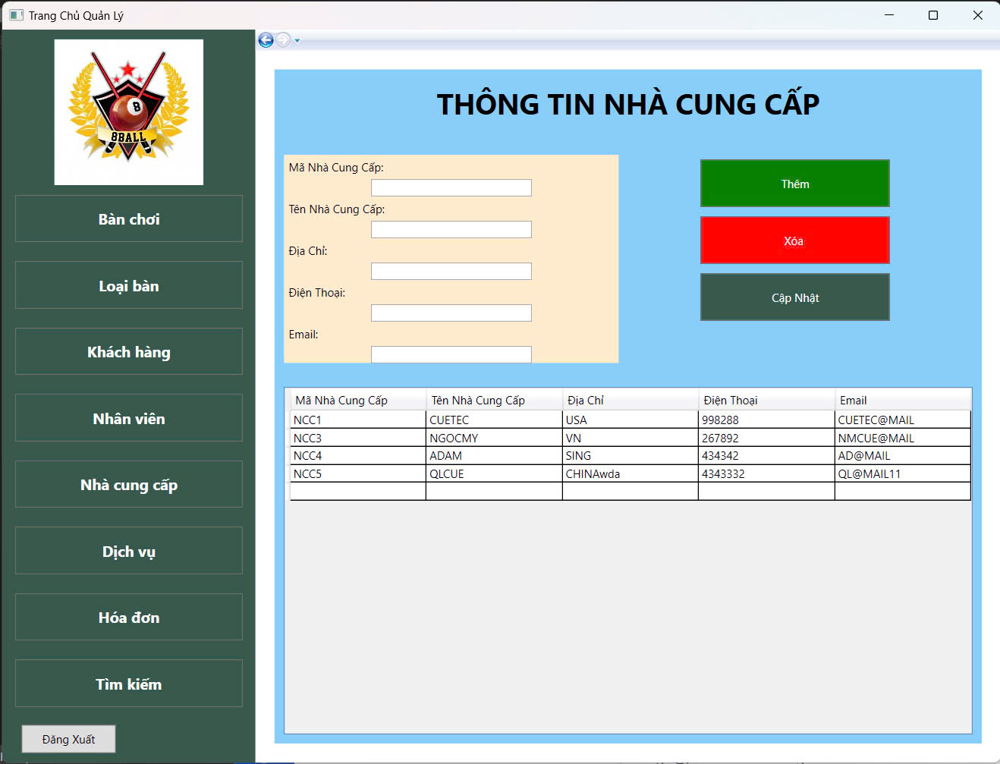 Trang Chủ Quản Lý
8
8BALL
Bàn chơi
Loại bàn
Khách hàng
Nhân viên
Nhà cung cấp
Dịch vụ
Hóa đơn
Tìm kiếm
Đăng Xuất
THÔNG TIN NHÀ CUNG CẤP
Mã Nhà Cung Cấp:
Tên Nhà Cung Cấp:
Địa Chỉ:
Điện Thoại:
Email:
Thêm
Xóa
Cập Nhật
Mã Nhà Cung Cấp Tên Nhà Cung Cấp Địa Chỉ Điện Thoại Email
NCC1 CUETEC USA 998288 CUETEC@MAIL
NCC3 NGOCMY VN 267892 NMCUE@MAIL
NCC4 ADAM SING 434342 AD@MAIL
NCC5 QLCUE CHINAwda 4343332 QL@MAIL11